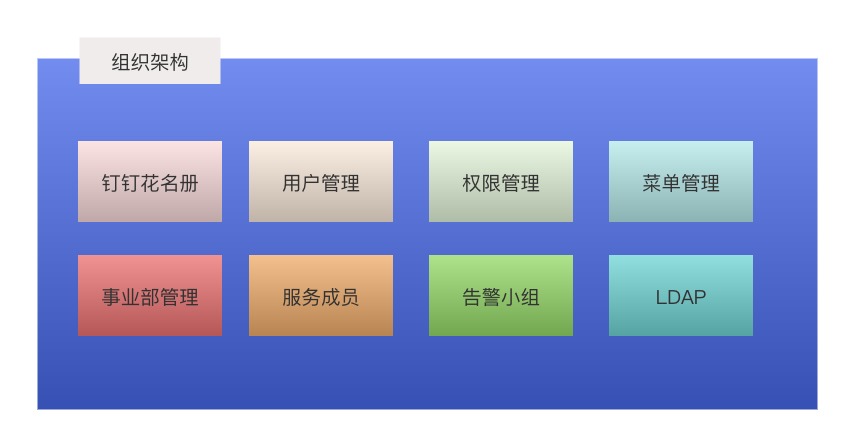 组织架构
钉钉花名册
用户管理
权限管理
菜单管理
事业部管理
服务成员
告警小组
LDAP